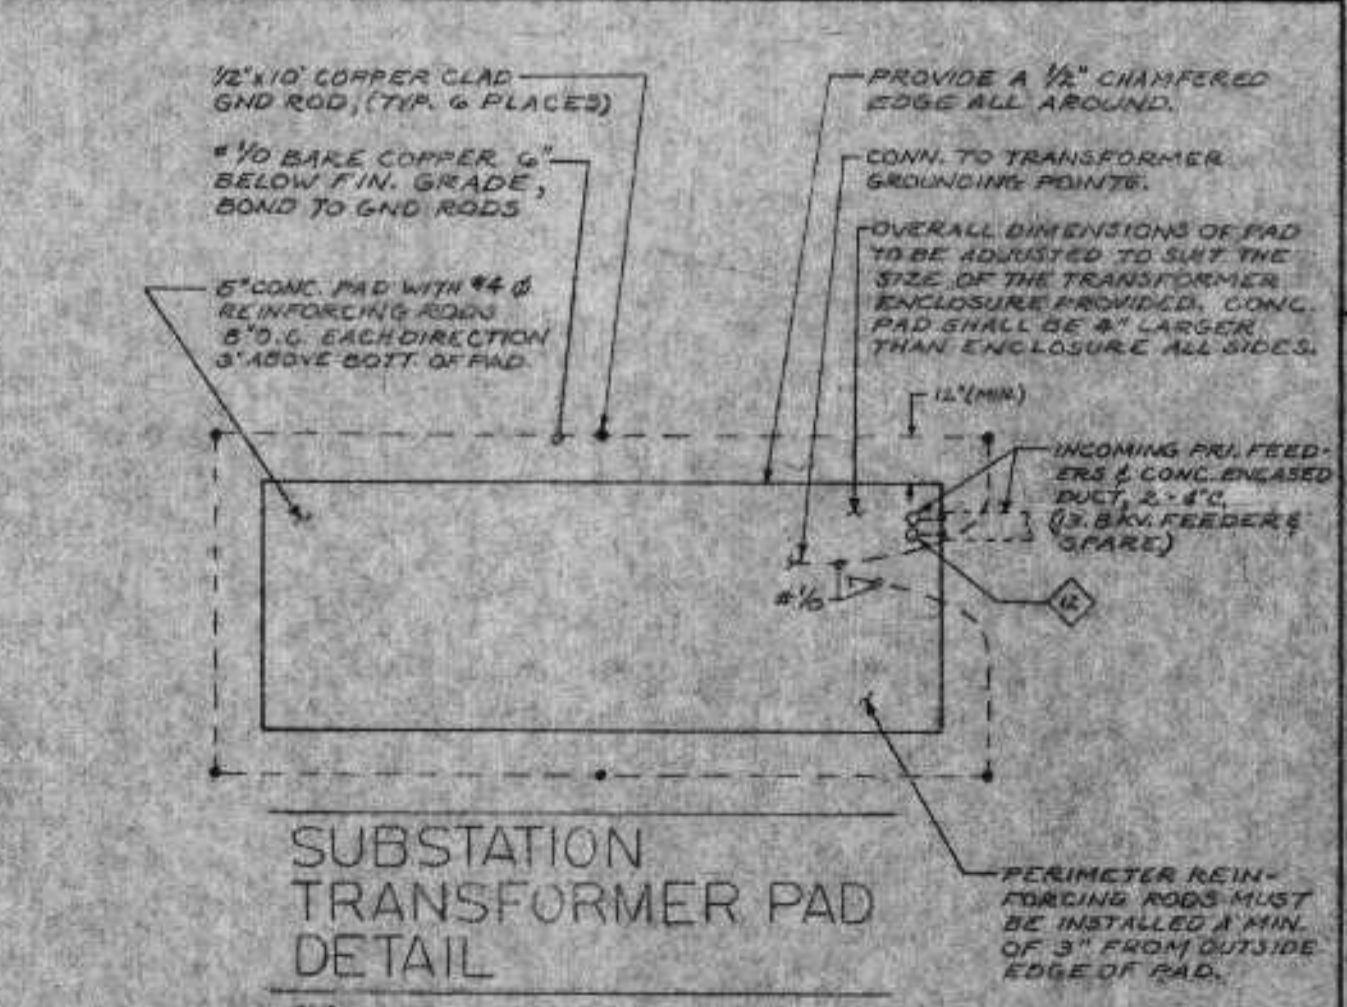 1/2"x10' COPPER CLAD
GND ROD, (TYP. 6 PLACES)
#1/0 BARE COPPER 6"
BELOW FIN. GRADE,
BOND TO GND RODS
CONC. PAD WITH #4 φ
REINFORCING RODS
8" O.C. EACH DIRECTION
3" ABOVE BOTT. OF PAD
PROVIDE A 1/2" CHAMFERED
EDGE ALL AROUND.
CONN. TO TRANSFORMER
GROUNDING POINTS.
OVERALL DIMENSIONS OF PAD
TO BE ADJUSTED TO SUIT THE
SIZE OF THE TRANSFORMER
ENCLOSURE PROVIDED. CONC.
PAD SHALL BE 4" LARGER
THAN ENCLOSURE ALL SIDES.
12"(MIN)
INCOMING PRI. FEED-
ERS & CONC. ENCASED
DUCT, 2-4"C,
(13.8KV. FEEDER &
SPARE)
#1/0
12
PERIMETER REIN-
FORCING RODS MUST
BE INSTALLED A MIN.
OF 3" FROM OUTSIDE
EDGE OF PAD.
SUBSTATION
TRANSFORMER PAD
DETAIL